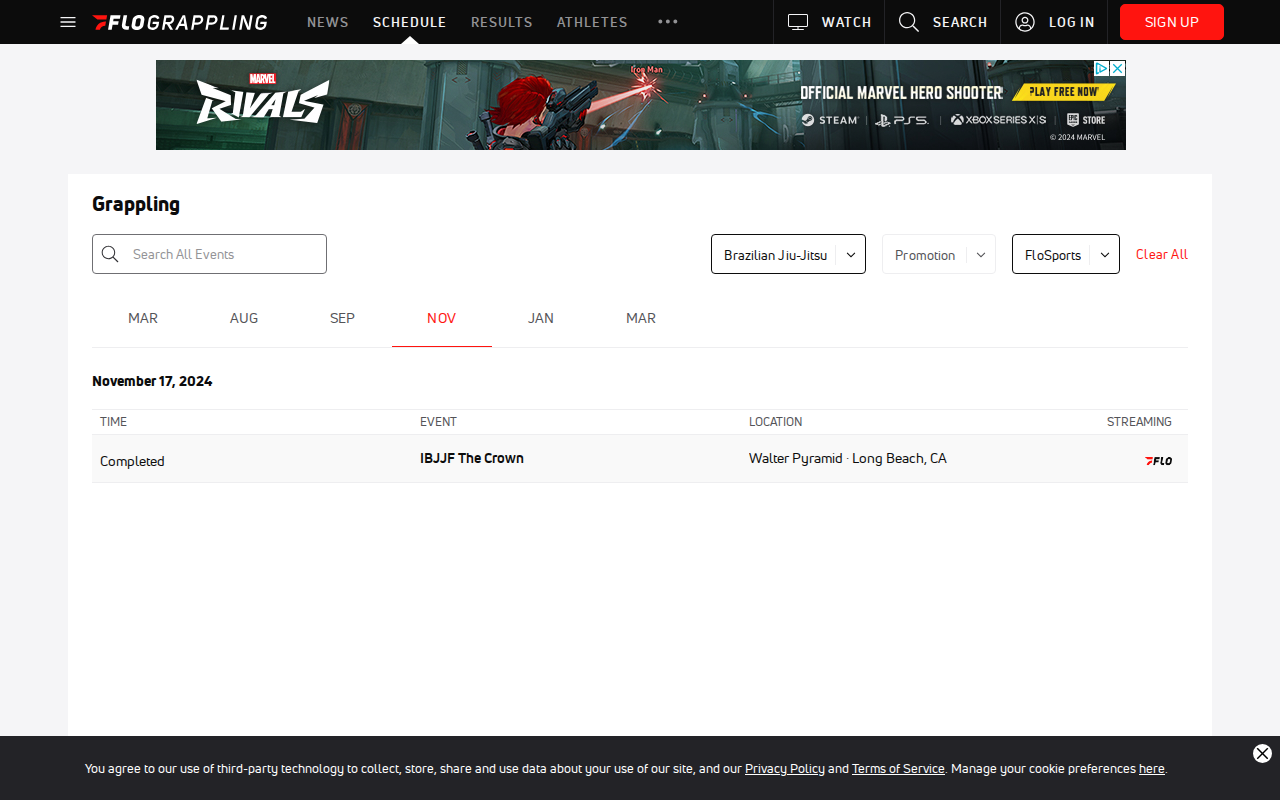 FLOGRAPPLING NEWS SCHEDULE RESULTS ATHLETES WATCH SEARCH LOG IN SIGN UP
MARVEL
RIVALS
Iron Man
OFFICIAL MARVEL HERO SHOOTER PLAY FREE NOW
STEAM PS5 XBOX SERIES X|S EPIC GAMES STORE
© 2024 MARVEL
Grappling
Search All Events Brazilian Jiu-Jitsu Promotion FloSports Clear All
MAR AUG SEP NOV JAN MAR
November 17, 2024
TIME EVENT LOCATION STREAMING
Completed IBJJF The Crown Walter Pyramid · Long Beach, CA FLO
You agree to our use of third-party technology to collect, store, share and use data about your use of our site, and our Privacy Policy and Terms of Service. Manage your cookie preferences here.